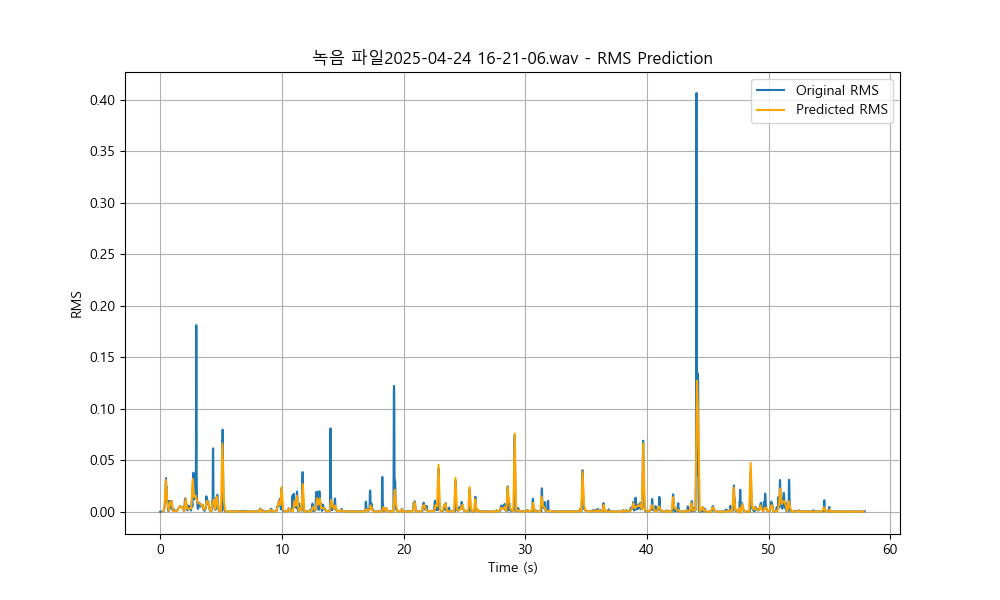 녹음 파일2025-04-24 16-21-06.wav - RMS Prediction
Original RMS
Predicted RMS
RMS
0.40
0.35
0.30
0.25
0.20
0.15
0.10
0.05
0.00
0 10 20 30 40 50 60
Time (s)